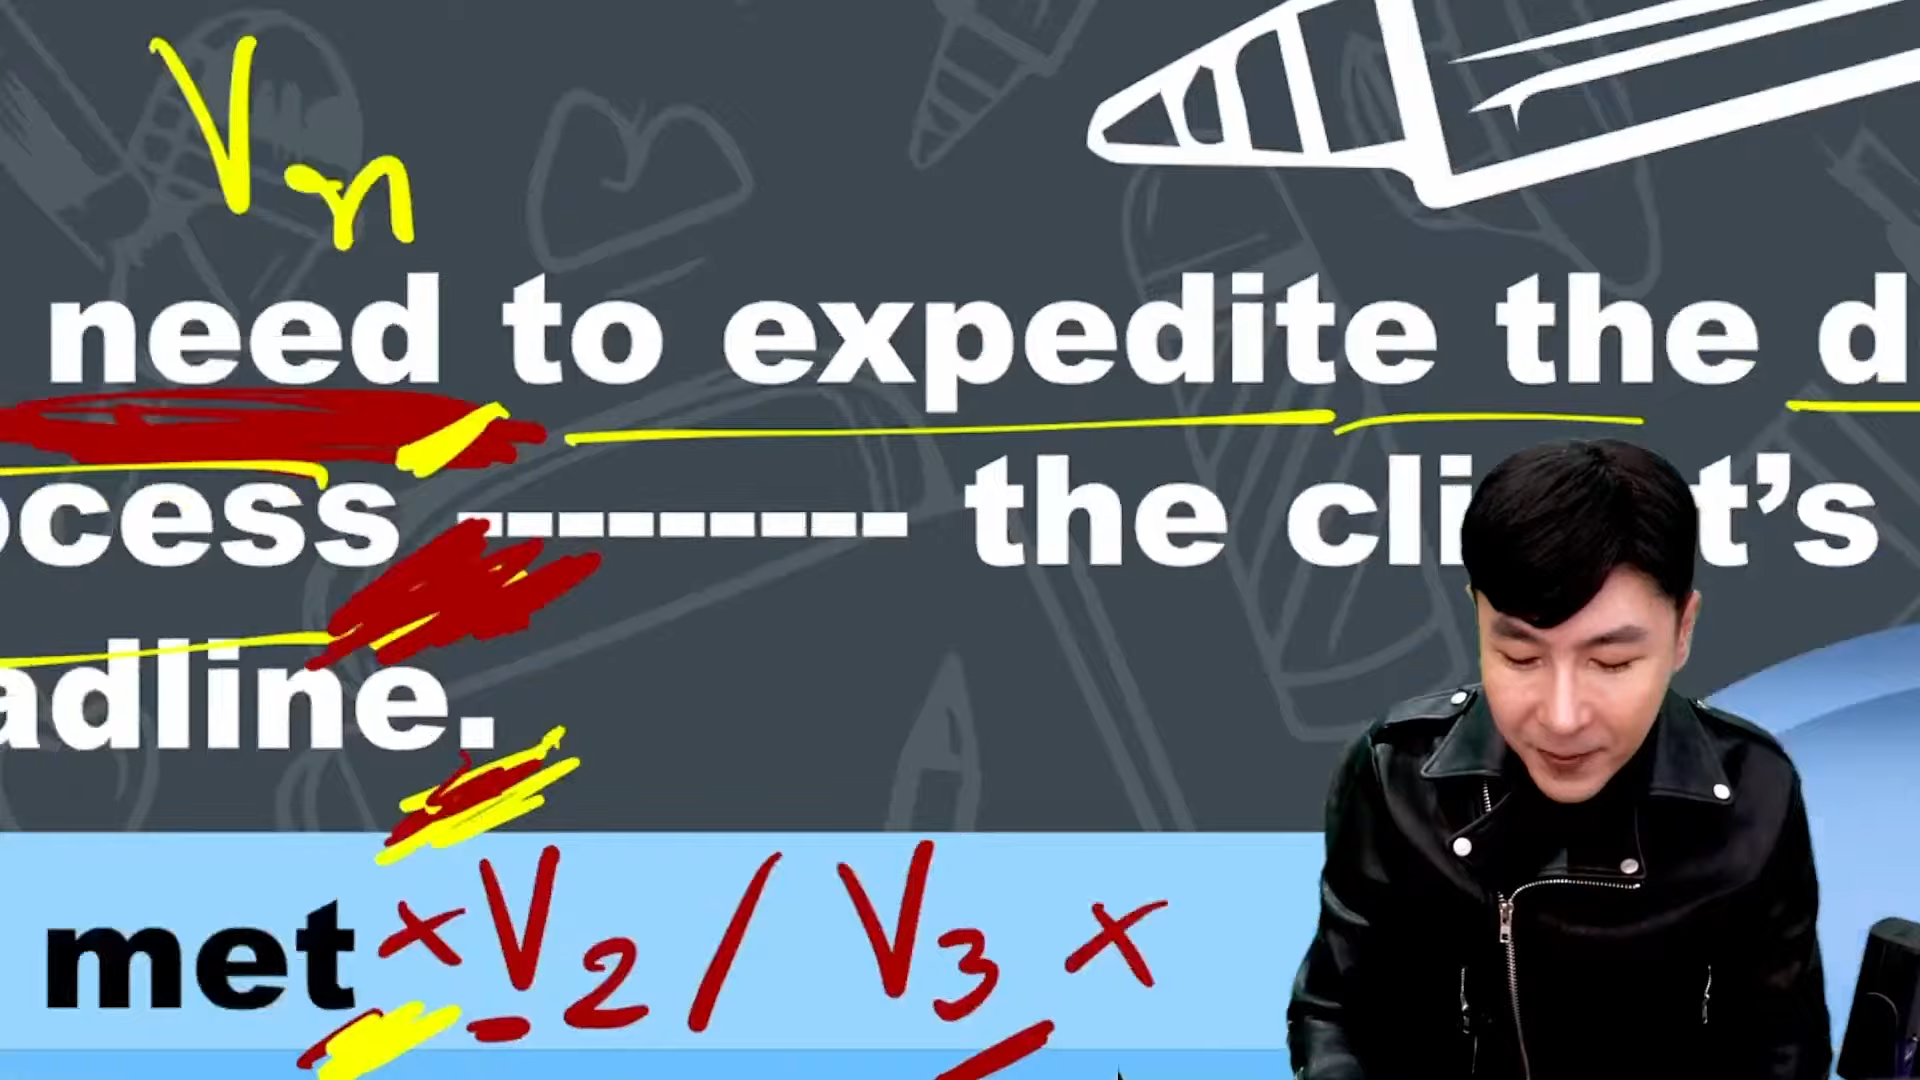 Vn
need to expedite the d
ocess --------- the cli t's
adline.
met × V2 / V3 ×